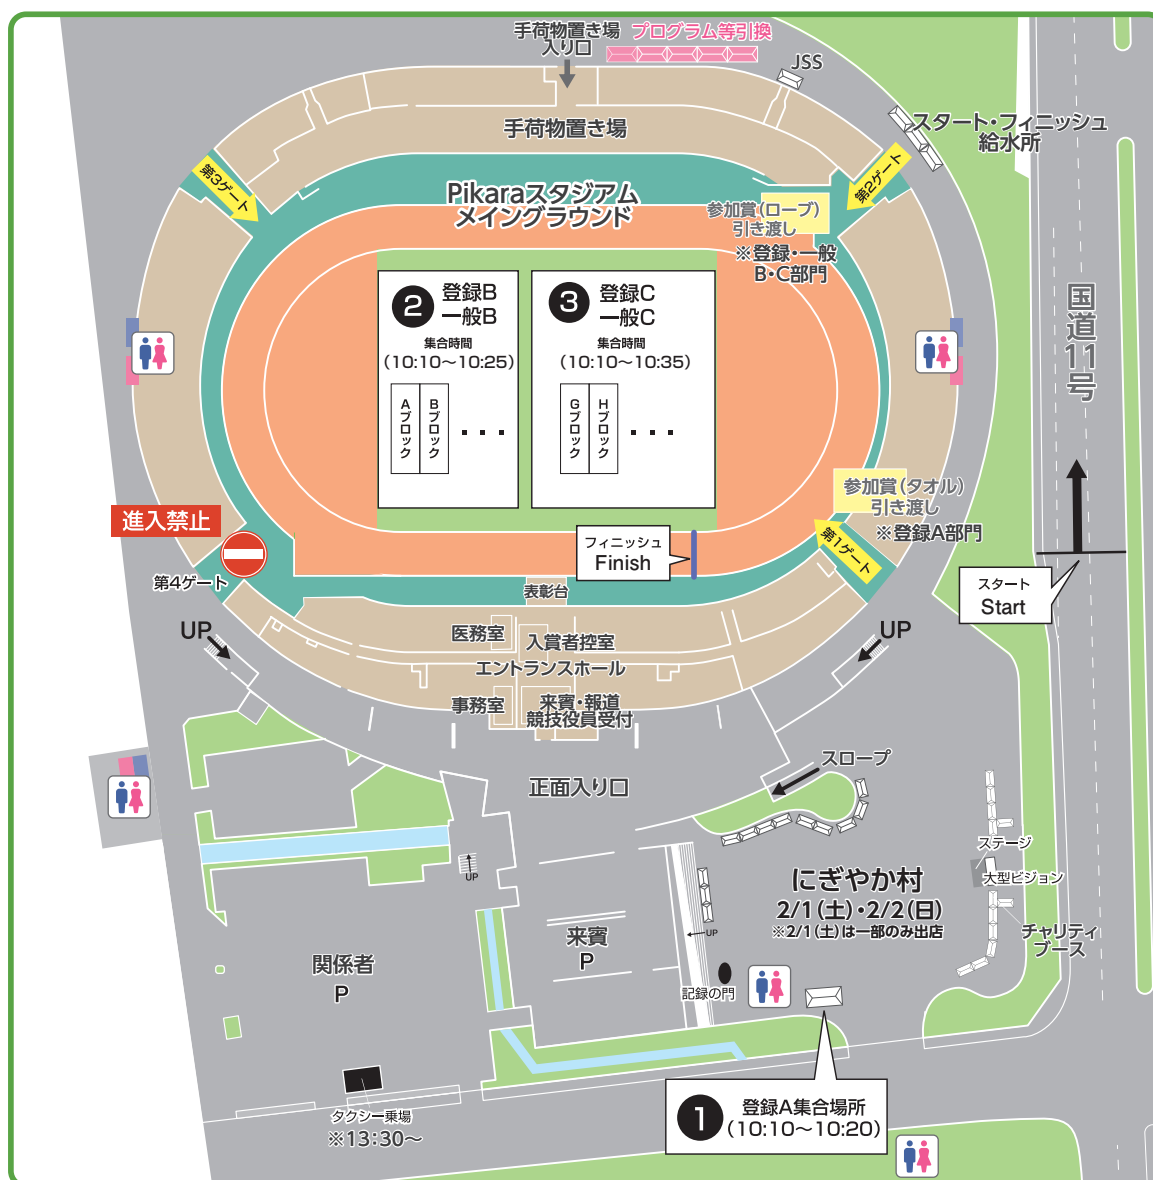 手荷物置き場
入り口
プログラム等引換
JSS
手荷物置き場
スタート・フィニッシュ
給水所
第3ゲート
第2ゲート
Pikaraスタジアム
メイングラウンド
参加賞(ローブ)
引き渡し
※登録・一般
B・C部門
2 登録B
一般B
集合時間
(10:10~10:25)
Aブロック
Bブロック
・・・
3 登録C
一般C
集合時間
(10:10~10:35)
Gブロック
Hブロック
・・・
国道11号
参加賞(タオル)
引き渡し
※登録A部門
進入禁止
第4ゲート
フィニッシュ
Finish
第1ゲート
スタート
Start
表彰台
UP
医務室
入賞者控室
UP
エントランスホール
事務室
来賓・報道
競技役員受付
正面入り口
スロープ
ステージ
大型ビジョン
UP
にぎやか村
2/1(土)・2/2(日)
※2/1(土)は一部のみ出店
チャリティ
ブース
UP
来賓
P
関係者
P
記録の門
タクシー乗場
※13:30~
1 登録A集合場所
(10:10~10:20)